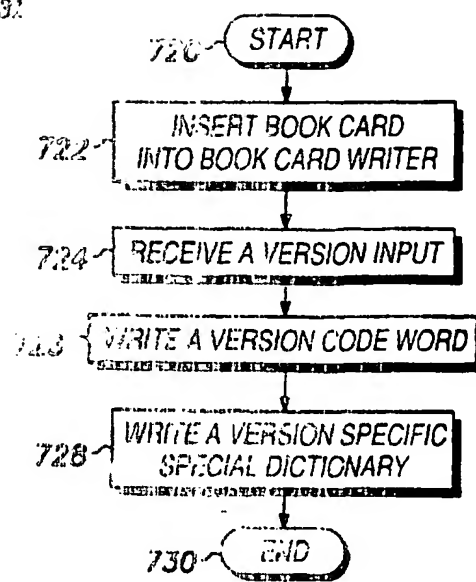 720
START
722
INSERT BOOK CARD
INTO BOOK CARD WRITER
724
RECEIVE A VERSION INPUT
WRITE A VERSION CODE WORD
728
WRITE A VERSION SPECIFIC
SPECIAL DICTIONARY
730
END